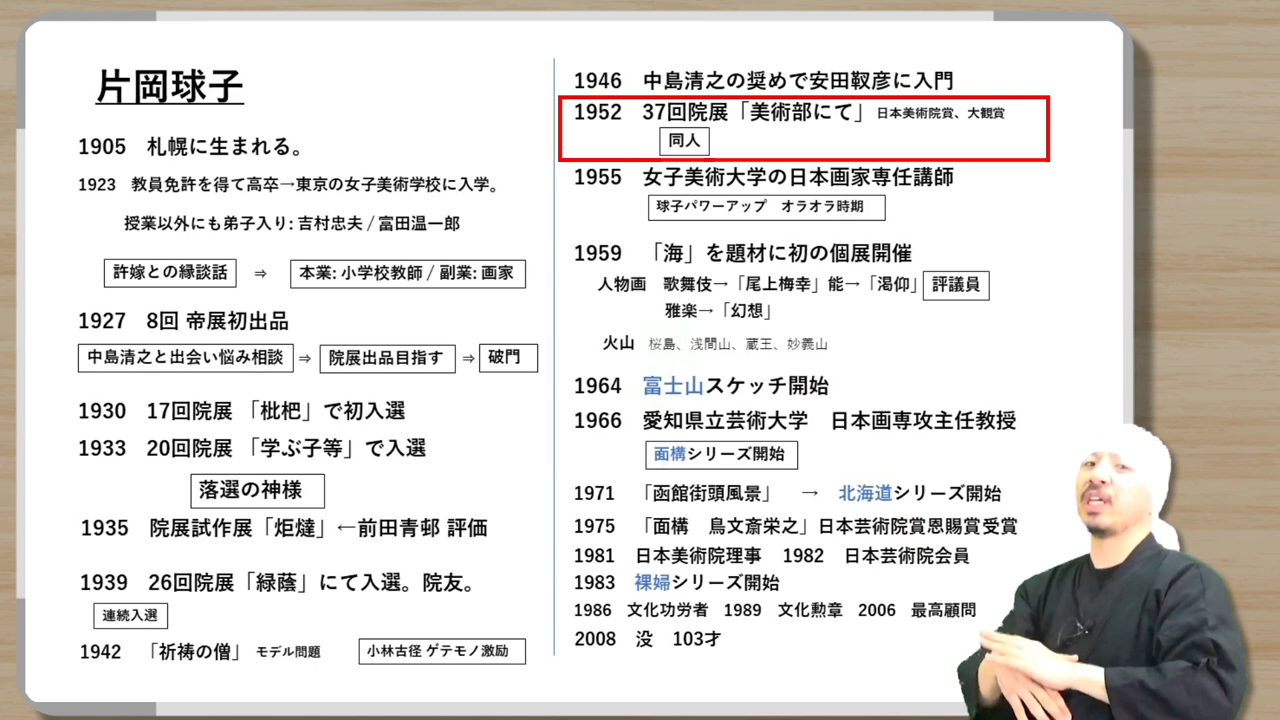 片岡球子
1905 札幌に生まれる。
1923 教員免許を得て高卒→東京の女子美術学校に入学。
授業以外にも弟子入り: 吉村忠夫 / 富田温一郎
許嫁との縁談話 ⇒ 本業: 小学校教師 / 副業: 画家
1927 8回 帝展初出品
中島清之と出会い悩み相談 ⇒ 院展出品目指す ⇒ 破門
1930 17回院展 「枇杷」で初入選
1933 20回院展 「学ぶ子等」で入選
落選の神様
1935 院展試作展「炬燵」←前田青邨 評価
1939 26回院展「緑蔭」にて入選。院友。
連続入選
1942 「祈祷の僧」 モデル問題 小林古径 ゲテモノ激励
1946 中島清之の奨めで安田靫彦に入門
1952 37回院展「美術部にて」 日本美術院賞、大観賞
同人
1955 女子美術大学の日本画家専任講師
球子パワーアップ オラオラ時期
1959 「海」を題材に初の個展開催
人物画 歌舞伎→「尾上梅幸」能→「渇仰」 評議員
雅楽→「幻想」
火山 桜島、浅間山、蔵王、妙義山
1964 富士山スケッチ開始
1966 愛知県立芸術大学 日本画専攻主任教授
面構シリーズ開始
1971 「函館街頭風景」 → 北海道シリーズ開始
1975 「面構 鳥文斎栄之」日本芸術院賞恩賜賞受賞
1981 日本美術院理事 1982 日本芸術院会員
1983 裸婦シリーズ開始
1986 文化功労者 1989 文化勲章 2006 最高顧問
2008 没 103才